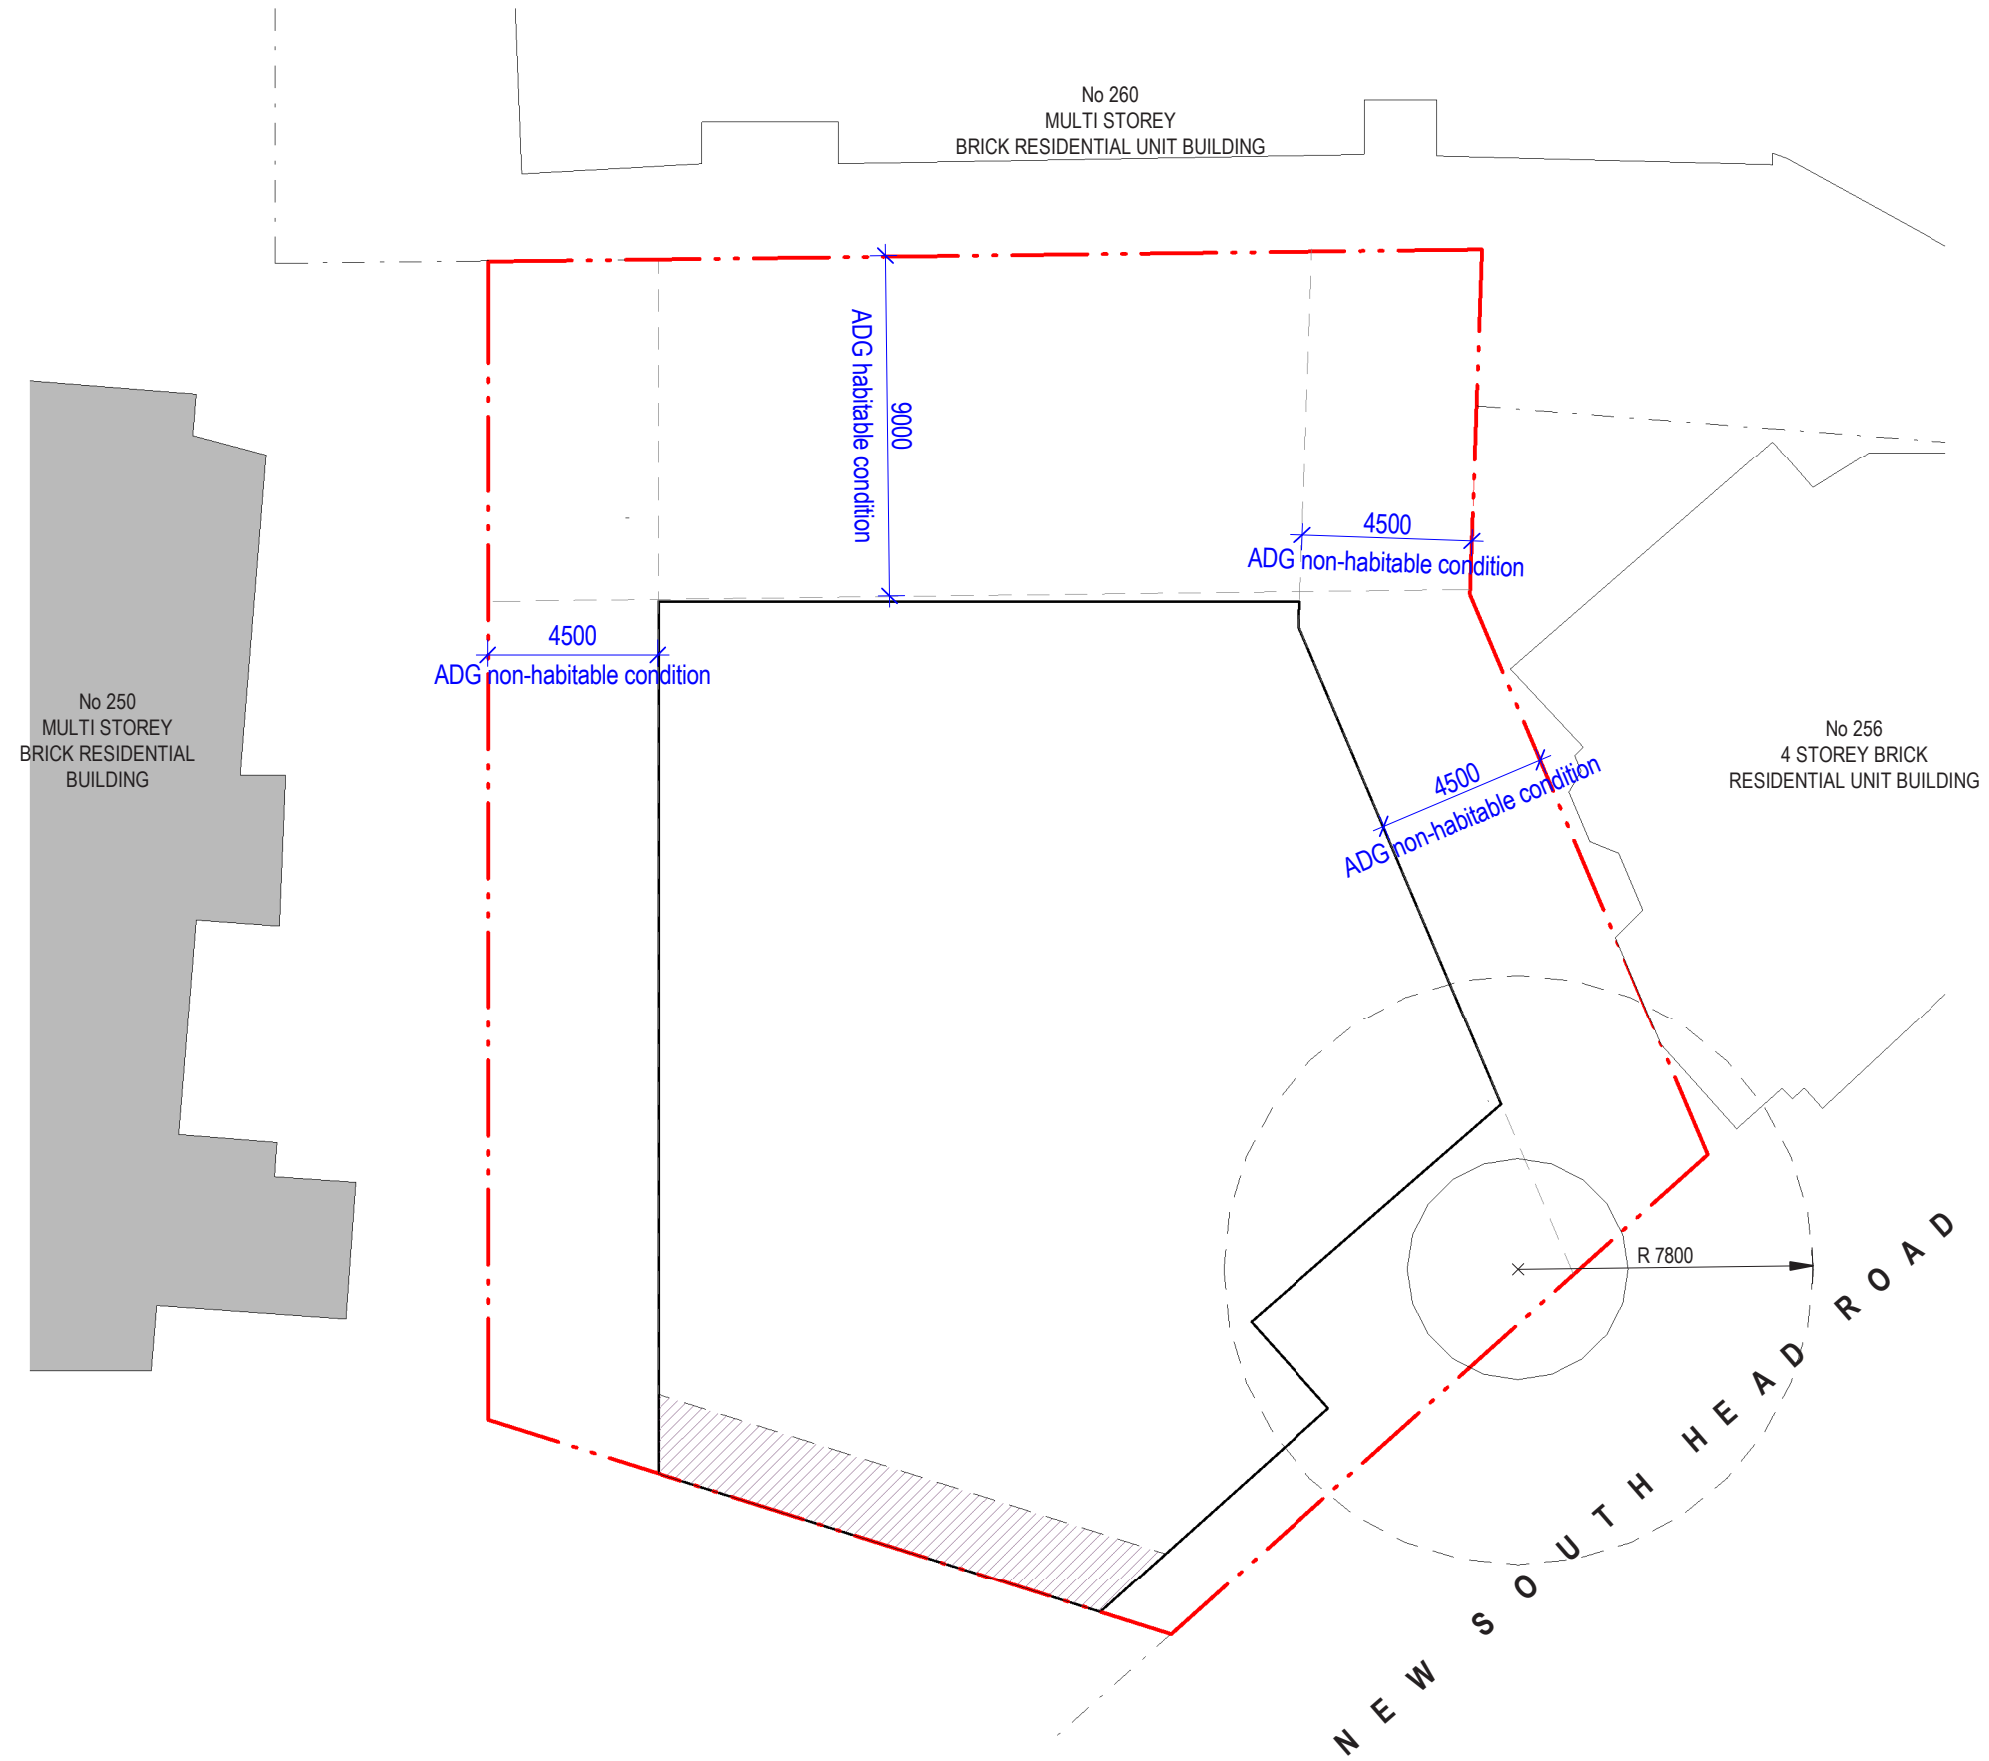 No 260
MULTI STOREY
BRICK RESIDENTIAL UNIT BUILDING
ADG habitable condition
9000
4500
ADG non-habitable condition
4500
ADG non-habitable condition
No 250
MULTI STOREY
BRICK RESIDENTIAL
BUILDING
4500
ADG non-habitable condition
No 256
4 STOREY BRICK
RESIDENTIAL UNIT BUILDING
R 7800
NEW SOUTH HEAD ROAD